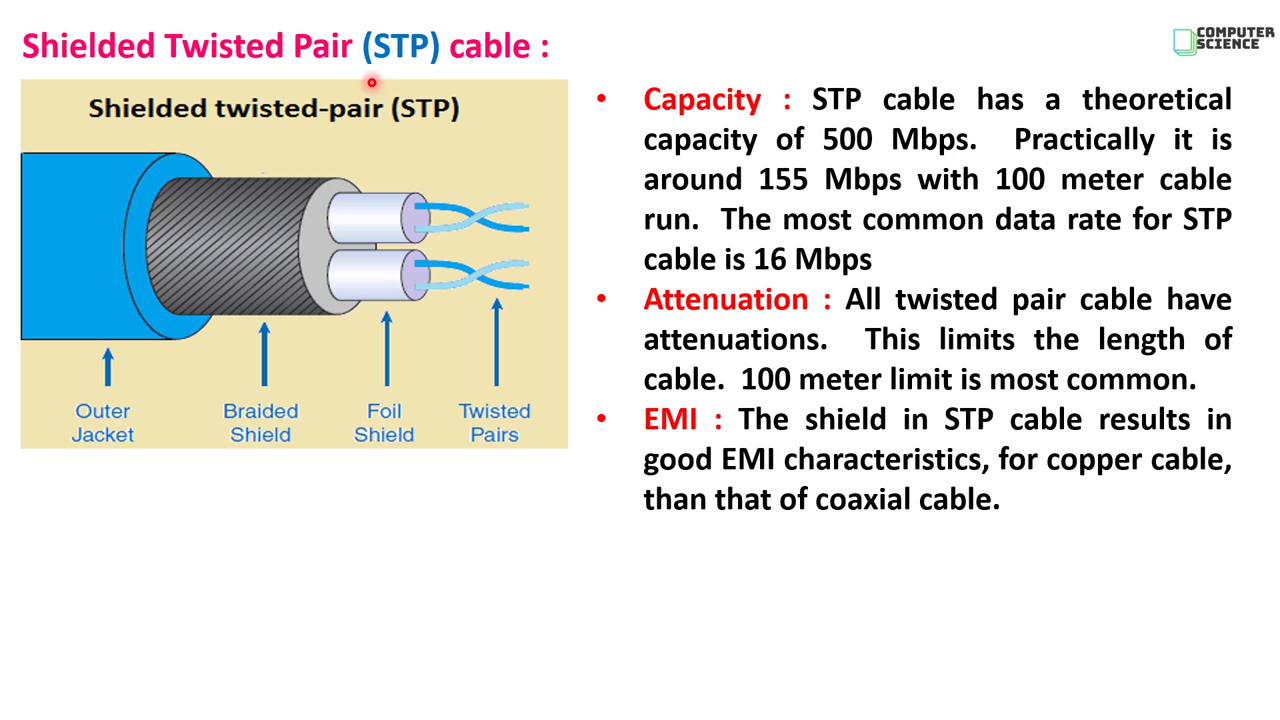 Shielded Twisted Pair (STP) cable :
COMPUTER
SCIENCE
Shielded twisted-pair (STP)
Outer
Jacket
Braided
Shield
Foil
Shield
Twisted
Pairs
• Capacity : STP cable has a theoretical
capacity of 500 Mbps. Practically it is
around 155 Mbps with 100 meter cable
run. The most common data rate for STP
cable is 16 Mbps
• Attenuation : All twisted pair cable have
attenuations. This limits the length of
cable. 100 meter limit is most common.
• EMI : The shield in STP cable results in
good EMI characteristics, for copper cable,
than that of coaxial cable.